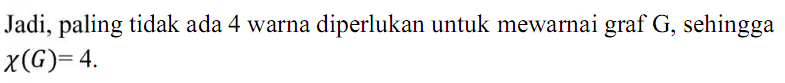 Jadi, paling tidak ada 4 warna diperlukan untuk mewarnai graf G, sehingga
χ(G)= 4.